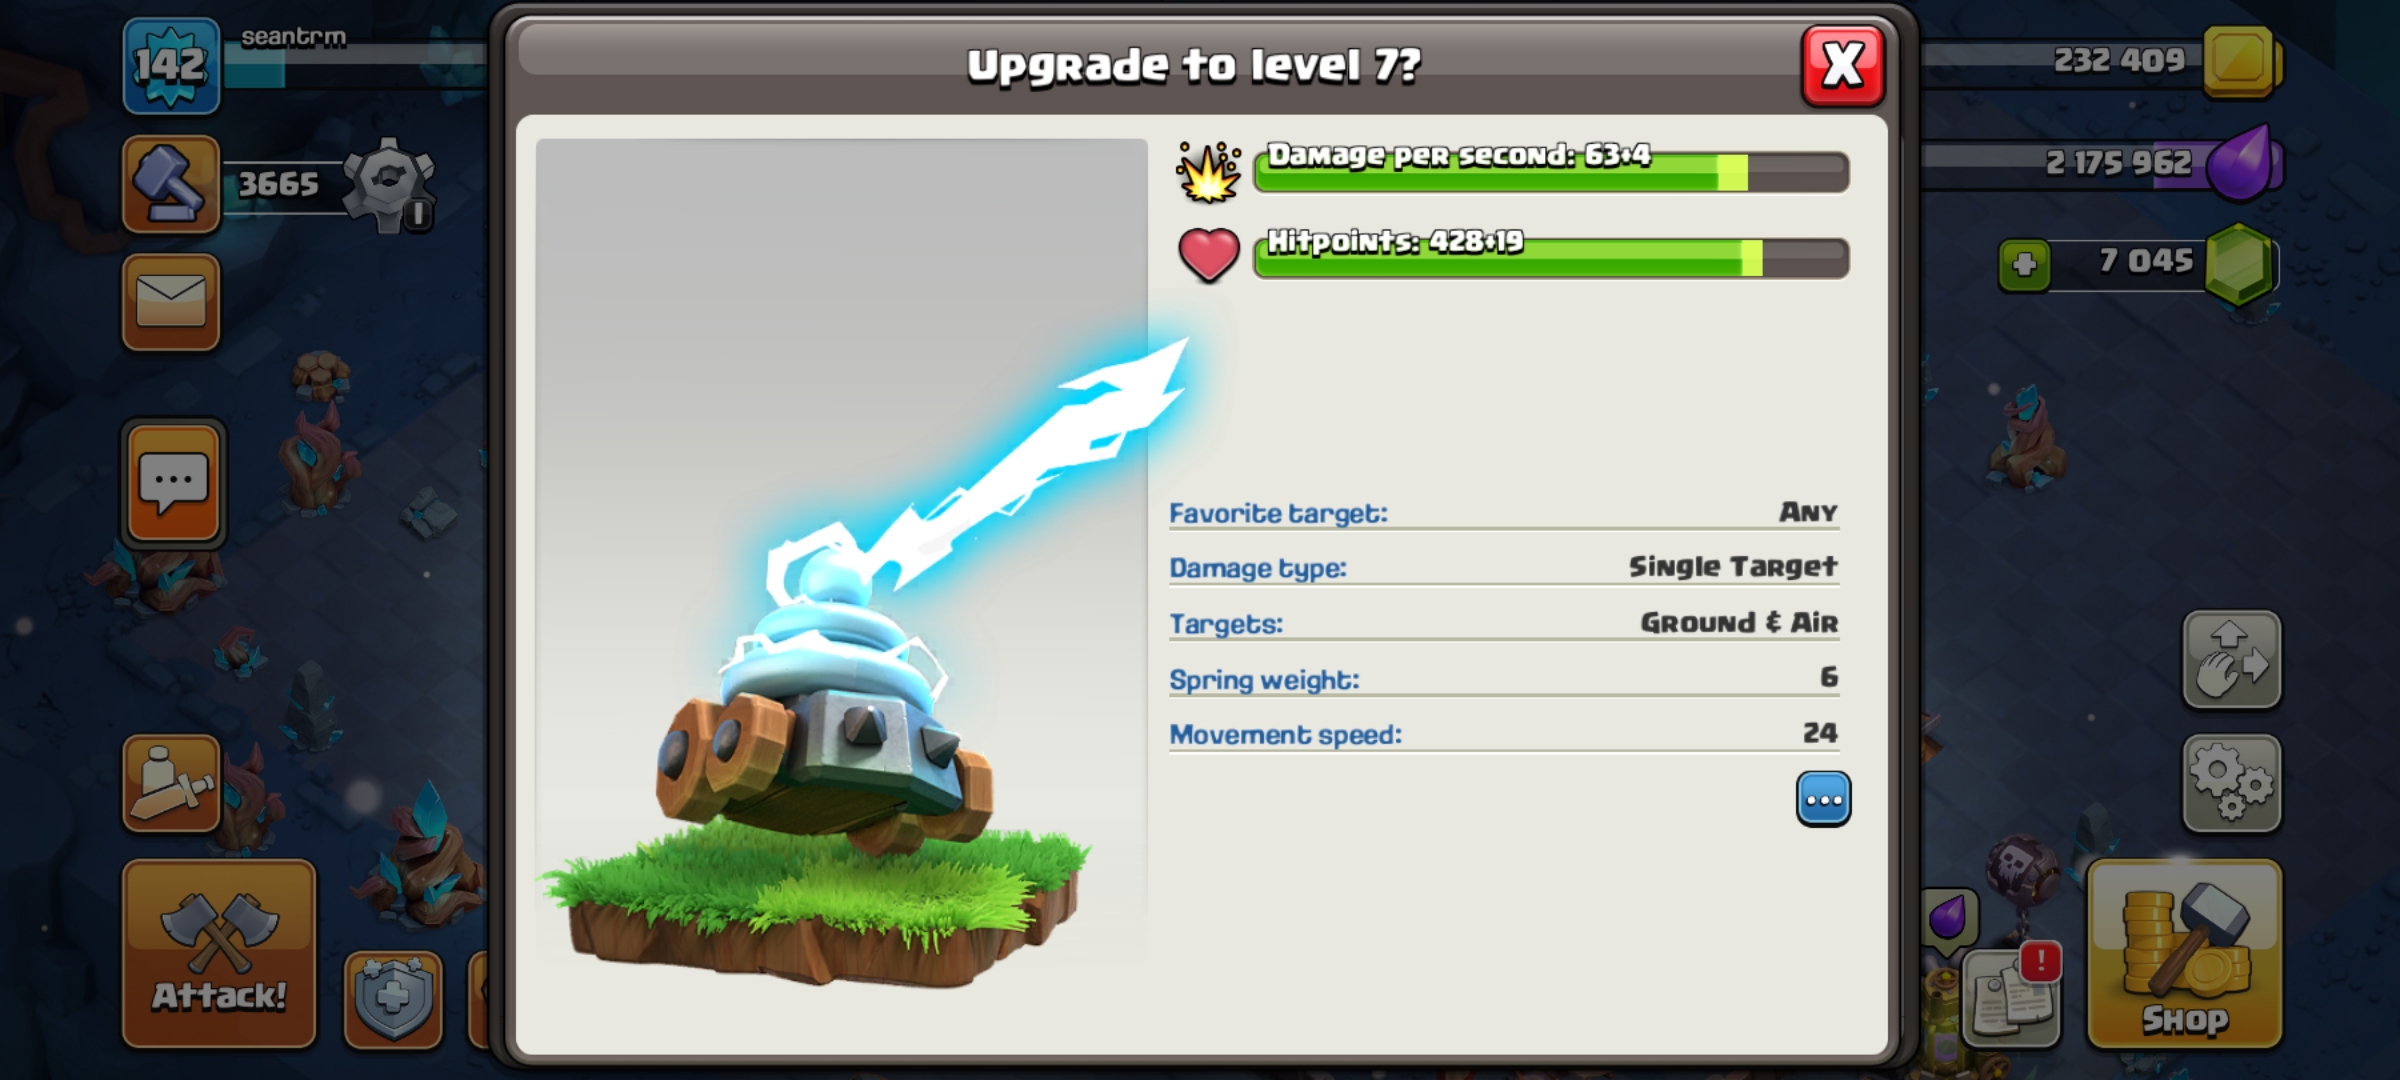 142
seantrm
Upgrade to level 7?
X
232 409
3665
I
Damage per second: 63+4
2 175 962
Hitpoints: 428+19
7 045
Favorite target: Any
Damage type: Single Target
Targets: Ground & Air
Spring weight: 6
Movement speed: 24
Attack!
!
Shop